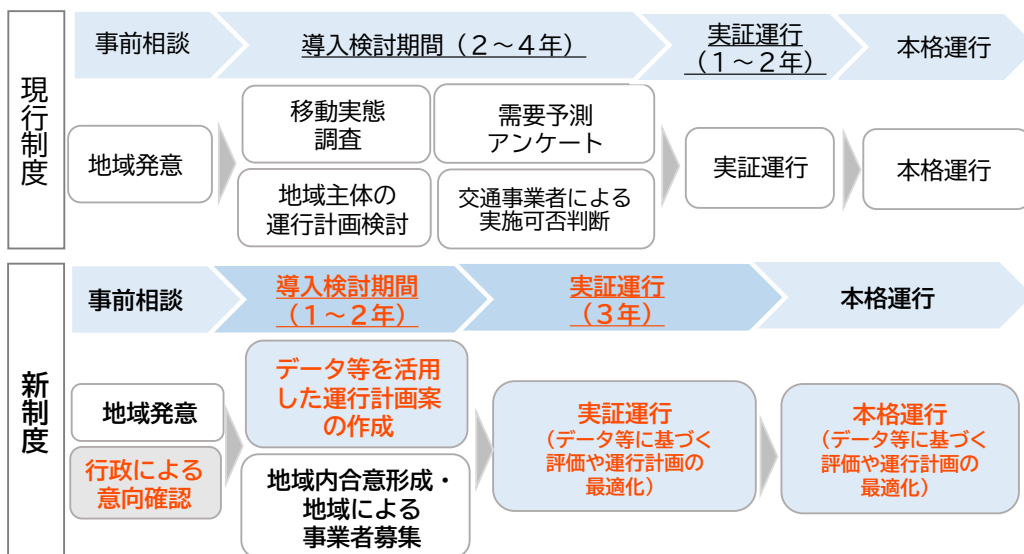 現行制度
事前相談
導入検討期間（２～４年）
実証運行
（１～２年）
本格運行
地域発意
移動実態
調査
需要予測
アンケート
地域主体の
運行計画検討
交通事業者による
実施可否判断
実証運行
本格運行
新制度
事前相談
導入検討期間
（１～２年）
実証運行
（３年）
本格運行
地域発意
行政による
意向確認
データ等を活用
した運行計画案
の作成
地域内合意形成・
地域による
事業者募集
実証運行
（データ等に基づく
評価や運行計画の
最適化）
本格運行
（データ等に基づく
評価や運行計画の
最適化）